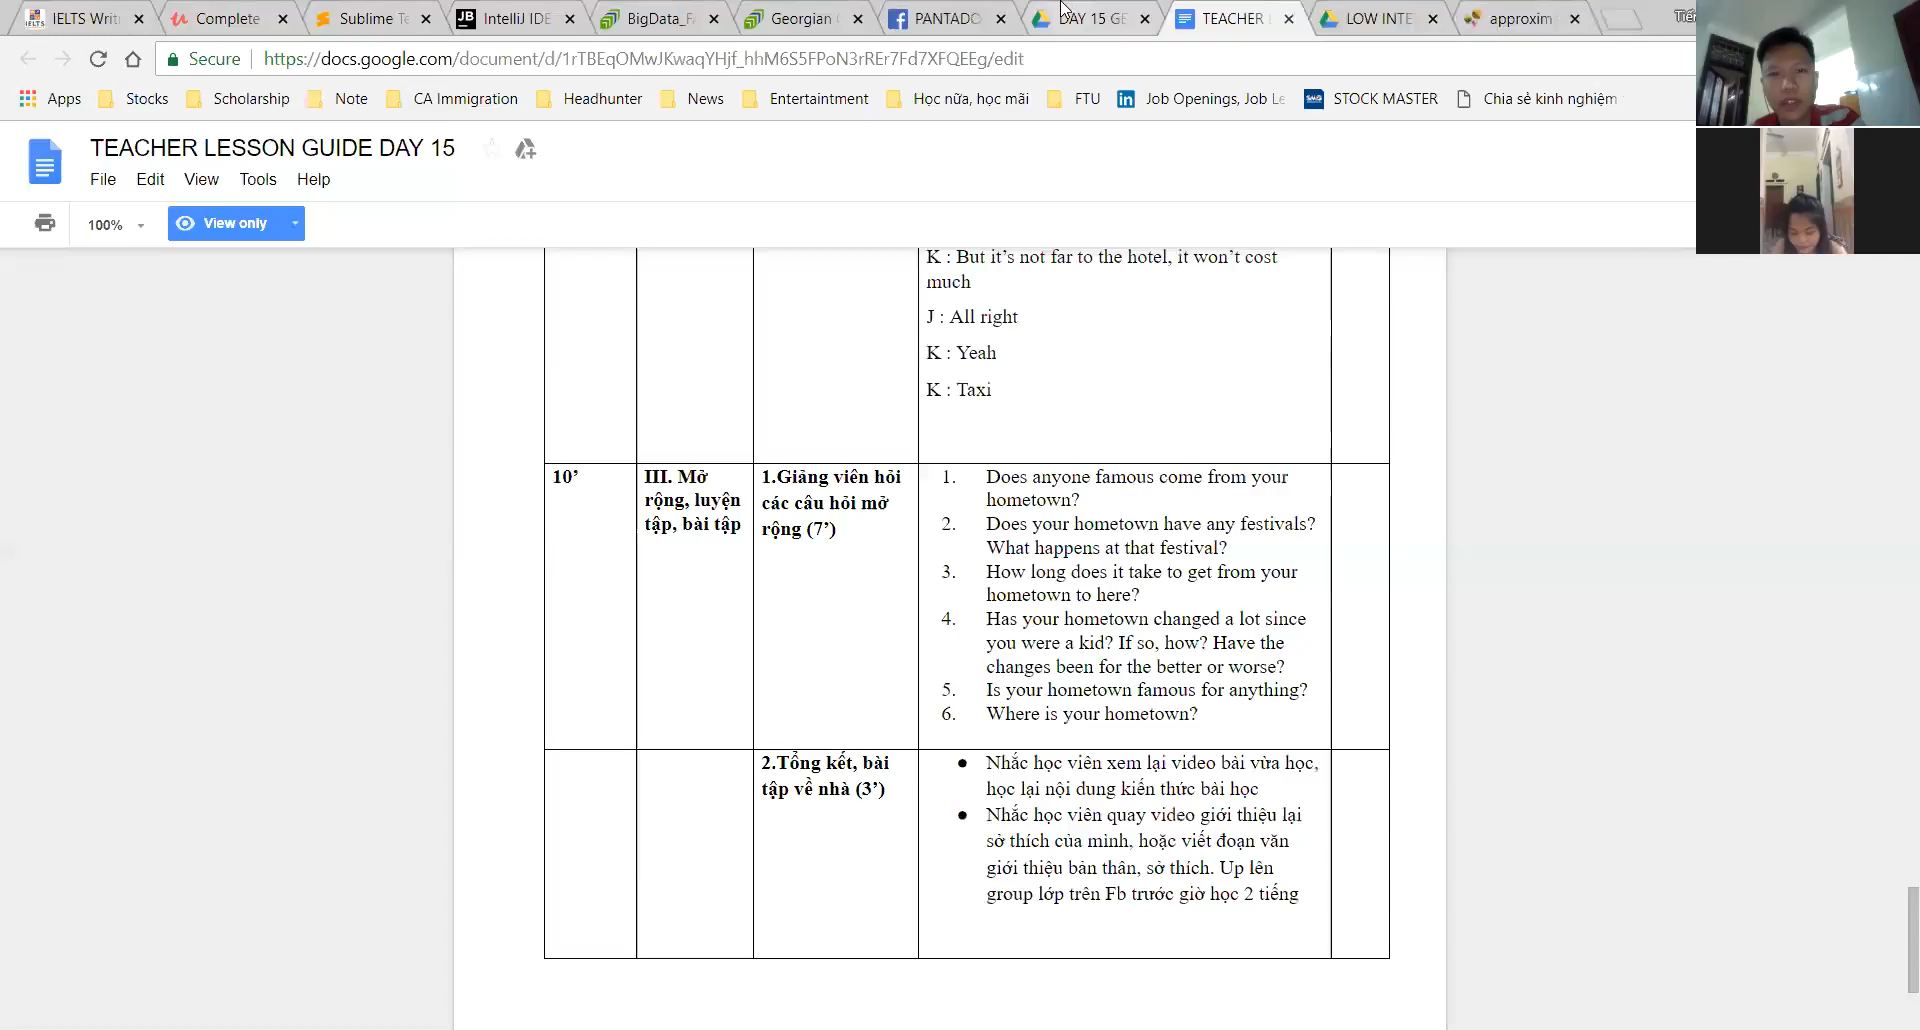 IELTS Writ
Complete
Sublime Te
IntelliJ IDE
BigData_FA
Georgian
PANTADO
DAY 15 GE
TEACHER L
LOW INTE
approxim
Tiế
Secure
https://docs.google.com/document/d/1rTBEqOMwJKwaqYHjf_hhM6S5FPoN3rREr7Fd7XFQEEg/edit
Apps
Stocks
Scholarship
Note
CA Immigration
Headhunter
News
Entertaintment
Học nữa, học mãi
FTU
Job Openings, Job Le
STOCK MASTER
Chia sẻ kinh nghiệm
TEACHER LESSON GUIDE DAY 15
File Edit View Tools Help
100%
View only
K : But it’s not far to the hotel, it won’t cost
much
J : All right
K : Yeah
K : Taxi
10’
III. Mở
rộng, luyện
tập, bài tập
1.Giảng viên hỏi
các câu hỏi mở
rộng (7’)
1. Does anyone famous come from your
hometown?
2. Does your hometown have any festivals?
What happens at that festival?
3. How long does it take to get from your
hometown to here?
4. Has your hometown changed a lot since
you were a kid? If so, how? Have the
changes been for the better or worse?
5. Is your hometown famous for anything?
6. Where is your hometown?
2.Tổng kết, bài
tập về nhà (3’)
● Nhắc học viên xem lại video bài vừa học,
học lại nội dung kiến thức bài học
● Nhắc học viên quay video giới thiệu lại
sở thích của mình, hoặc viết đoạn văn
giới thiệu bản thân, sở thích. Up lên
group lớp trên Fb trước giờ học 2 tiếng